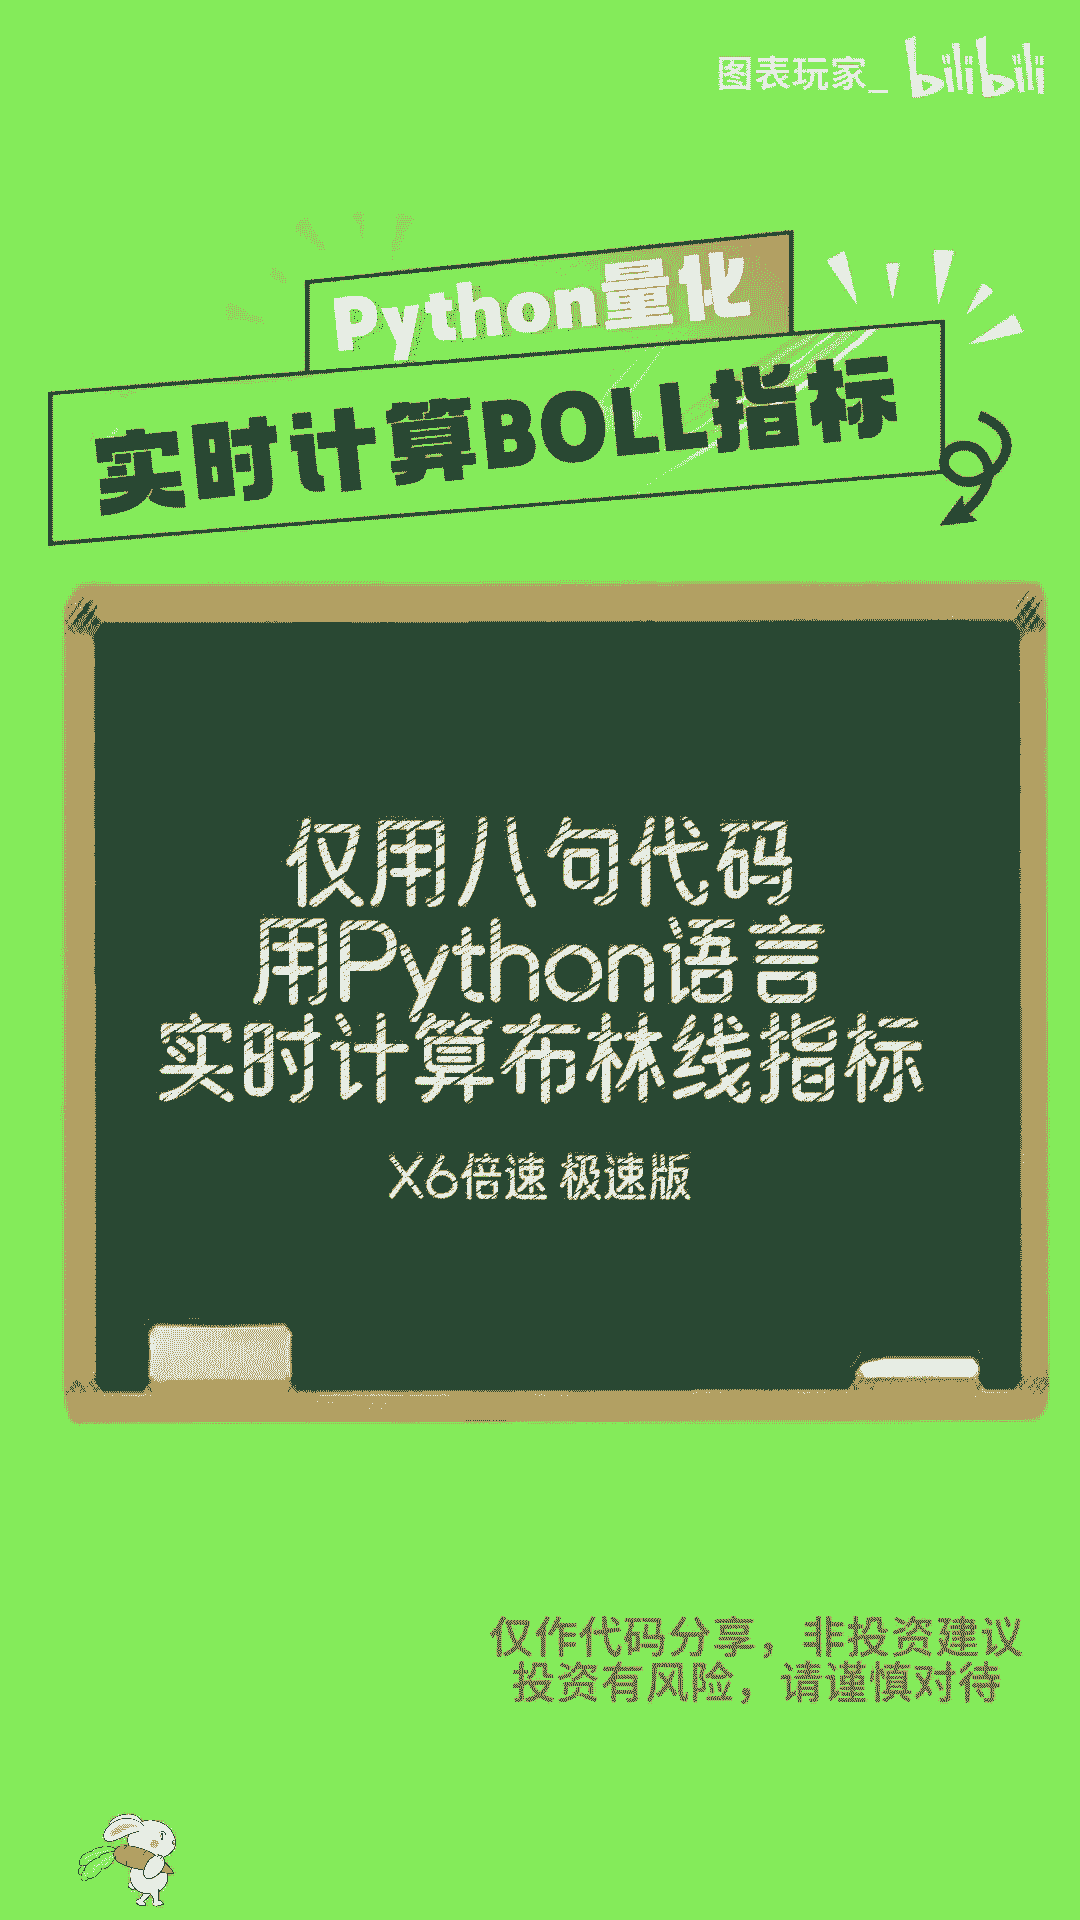 图表玩家_ bilibili
Python量化
实时计算BOLL指标
仅用八句代码
用Python语言
实时计算布林线指标
X6倍速 极速版
仅作代码分享，非投资建议
投资有风险，请谨慎对待